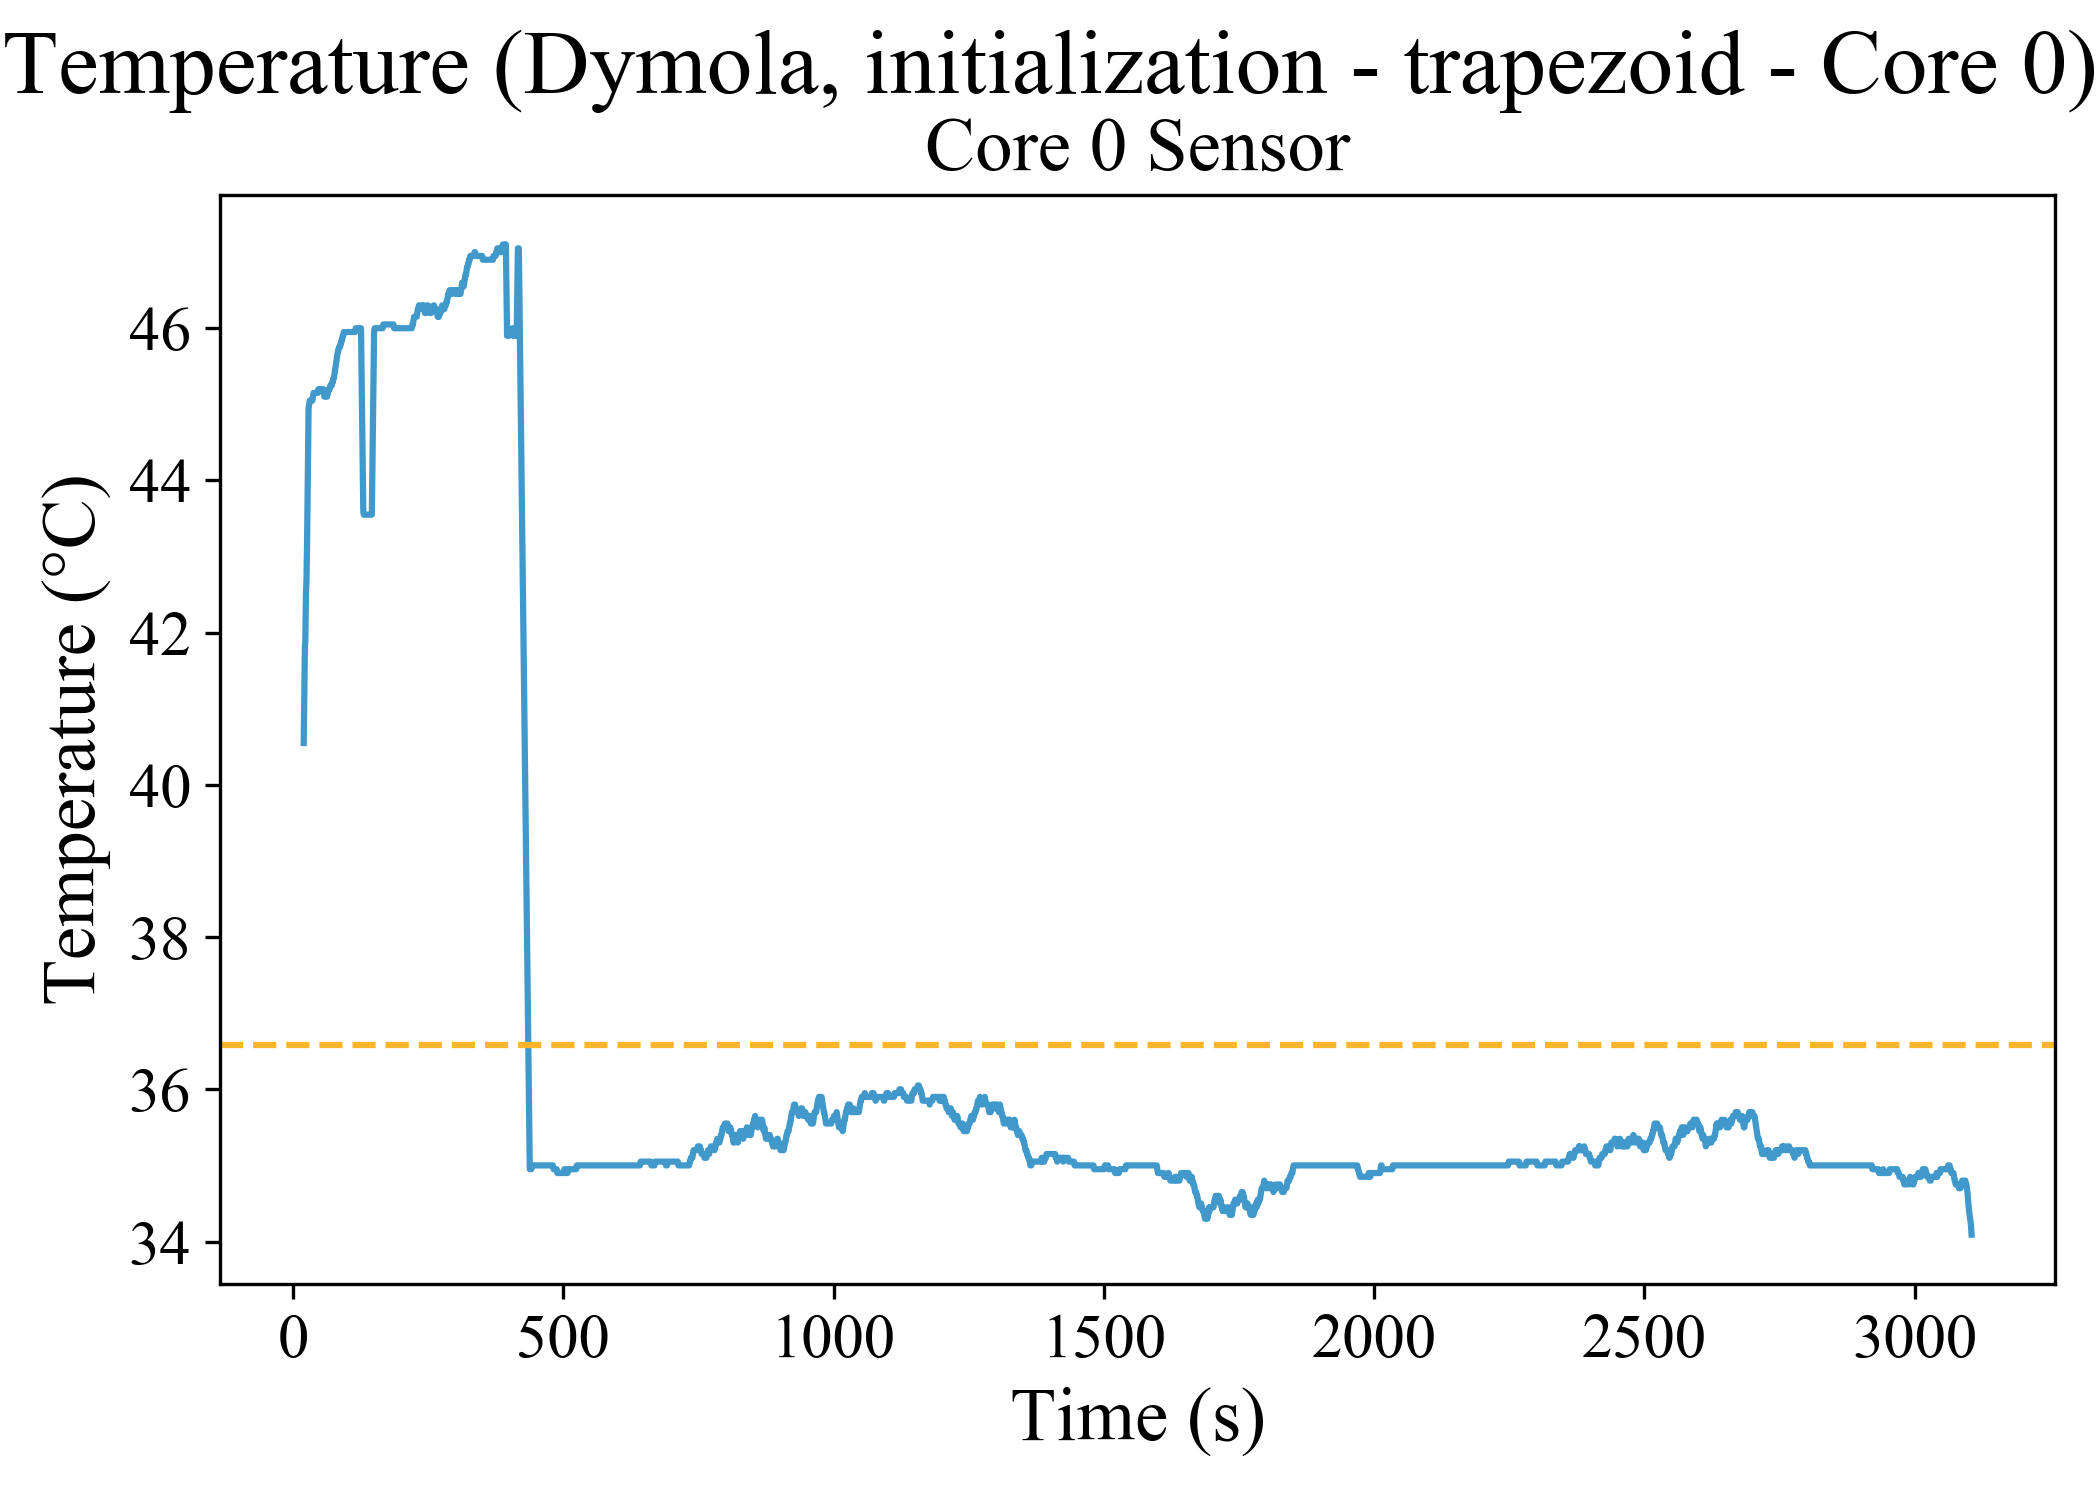 Temperature (Dymola, initialization - trapezoid - Core 0)
Core 0 Sensor
Temperature (°C)
46
44
42
40
38
36
34
0 500 1000 1500 2000 2500 3000
Time (s)